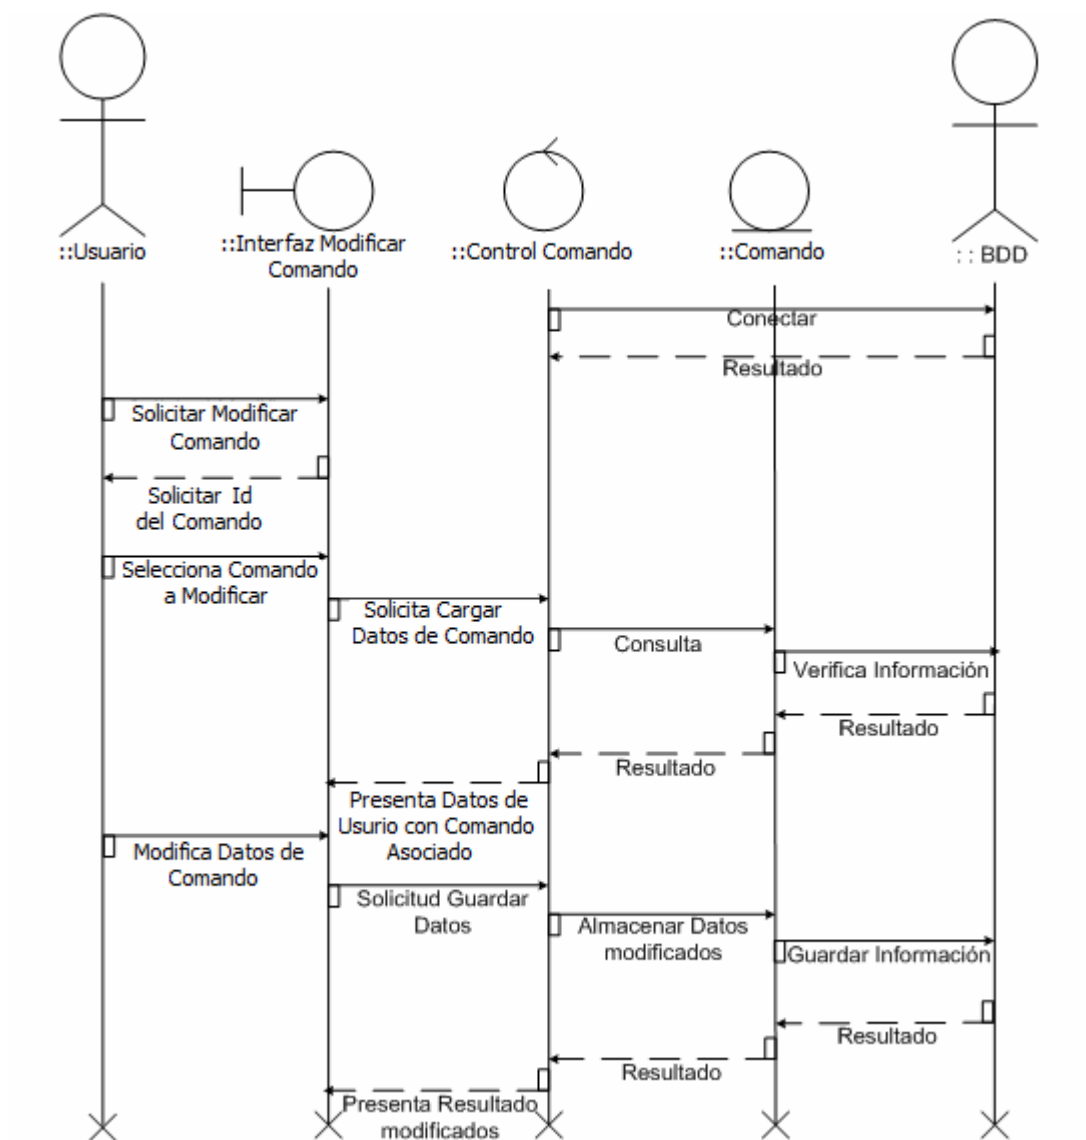 ::Usuario
::Interfaz Modificar
Comando
::Control Comando
::Comando
: : BDD
Conectar
Resultado
Solicitar Modificar
Comando
Solicitar Id
del Comando
Selecciona Comando
a Modificar
Solicita Cargar
Datos de Comando
Consulta
Verifica Información
Resultado
Resultado
Presenta Datos de
Usurio con Comando
Asociado
Modifica Datos de
Comando
Solicitud Guardar
Datos
Almacenar Datos
modificados
Guardar Información
Resultado
Resultado
Presenta Resultado
modificados